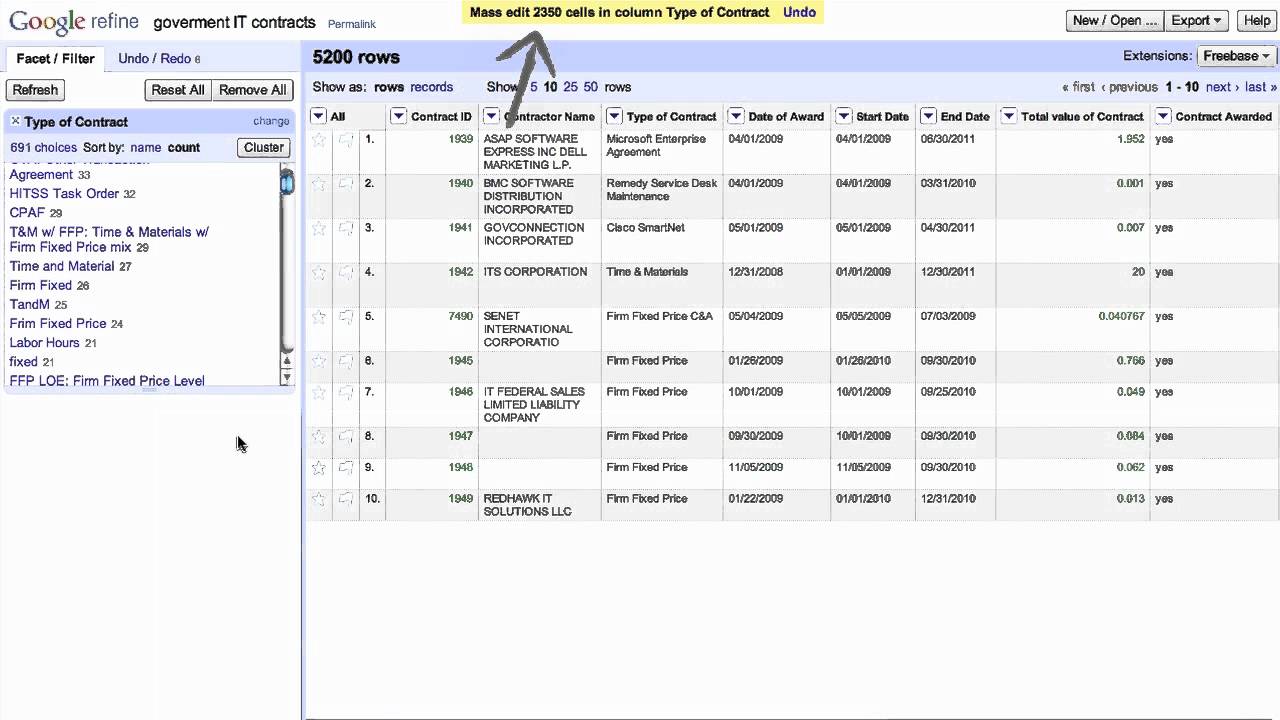 Mass edit 2350 cells in column Type of Contract Undo
Google refine goverment IT contracts Permalink
New / Open ... Export Help
Facet / Filter Undo / Redo 6
5200 rows
Extensions: Freebase
Refresh Reset All Remove All
Show as: rows records Show 5 10 25 50 rows
« first ‹ previous 1 - 10 next › last »
Type of Contract change
691 choices Sort by: name count Cluster
Agreement 33
HITSS Task Order 32
CPAF 29
T&M w/ FFP: Time & Materials w/
Firm Fixed Price mix 29
Time and Material 27
Firm Fixed 26
TandM 25
Frim Fixed Price 24
Labor Hours 21
fixed 21
FFP LOE: Firm Fixed Price Level
All Contract ID Contractor Name Type of Contract Date of Award Start Date End Date Total value of Contract Contract Awarded
1. 1939 ASAP SOFTWARE Microsoft Enterprise 04/01/2009 04/01/2009 06/30/2011 1.952 yes
EXPRESS INC DELL Agreement
MARKETING L.P.
2. 1940 BMC SOFTWARE Remedy Service Desk 04/01/2009 04/01/2009 03/31/2010 0.001 yes
DISTRIBUTION Maintenance
INCORPORATED
3. 1941 GOVCONNECTION Cisco SmartNet 05/01/2009 05/01/2009 04/30/2011 0.007 yes
INCORPORATED
4. 1942 ITS CORPORATION Time & Materials 12/31/2008 01/01/2009 12/30/2011 20 yes
5. 7490 SENET Firm Fixed Price C&A 05/04/2009 05/05/2009 07/03/2009 0.040767 yes
INTERNATIONAL
CORPORATIO
6. 1945 Firm Fixed Price 01/26/2009 01/26/2010 09/30/2010 0.766 yes
7. 1946 IT FEDERAL SALES Firm Fixed Price 10/01/2009 10/01/2009 09/25/2010 0.049 yes
LIMITED LIABILITY
COMPANY
8. 1947 Firm Fixed Price 09/30/2009 10/01/2009 09/30/2010 0.084 yes
9. 1948 Firm Fixed Price 11/05/2009 11/05/2009 09/30/2010 0.062 yes
10. 1949 REDHAWK IT Firm Fixed Price 01/22/2009 01/01/2010 12/31/2010 0.013 yes
SOLUTIONS LLC